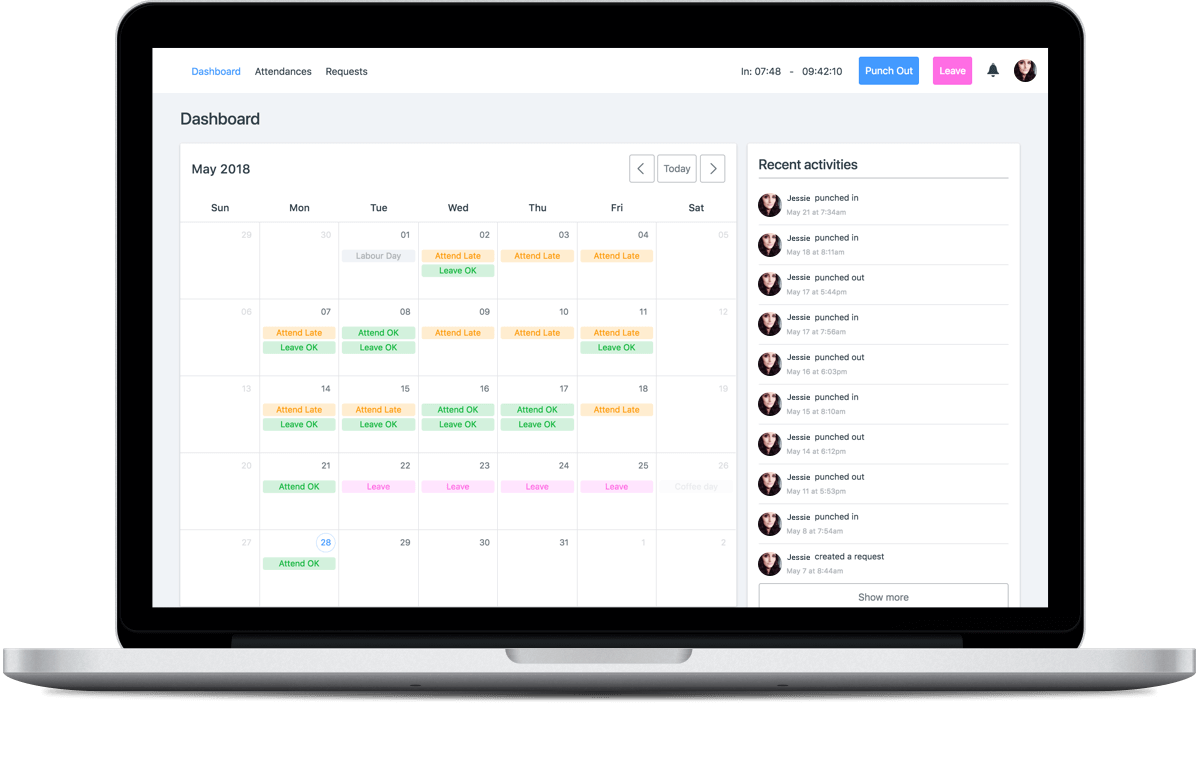 Dashboard Attendances Requests In: 07:48 - 09:42:10 Punch Out Leave
Dashboard
May 2018 Today
Sun Mon Tue Wed Thu Fri Sat
29 30 01 02 03 04 05
Labour Day Attend Late Attend Late Attend Late
Leave OK
06 07 08 09 10 11 12
Attend Late Attend OK Attend Late Attend Late Attend Late
Leave OK Leave OK Leave OK
13 14 15 16 17 18 19
Attend Late Attend Late Attend OK Attend OK Attend Late
Leave OK Leave OK Leave OK Leave OK
20 21 22 23 24 25 26
Attend OK Leave Leave Leave Leave Coffee day
27 28 29 30 31 1 2
Attend OK
Recent activities
Jessie punched in
May 21 at 7:34am
Jessie punched in
May 18 at 8:11am
Jessie punched out
May 17 at 5:44pm
Jessie punched in
May 17 at 7:56am
Jessie punched out
May 16 at 6:03pm
Jessie punched in
May 15 at 8:10am
Jessie punched out
May 14 at 6:12pm
Jessie punched out
May 11 at 5:53pm
Jessie punched in
May 8 at 7:54am
Jessie created a request
May 7 at 8:44am
Show more